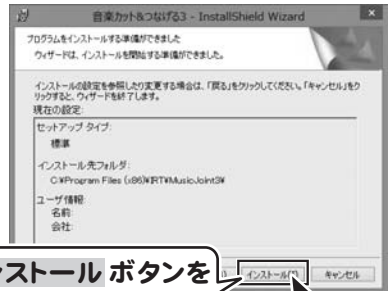 音楽カット&つなげる3 - InstallShield Wizard
プログラムをインストールする準備ができました
ウィザードは、インストールを開始する準備ができました。
インストールの設定を参照したり変更する場合は、「戻る」をクリックしてください。「キャンセル」をク
リックすると、ウィザードを終了します。
現在の設定:
セットアップ タイプ:
標準
インストール先フォルダ:
C:¥Program Files (x86)¥IRT¥MusicJoint3¥
ユーザ情報:
名前:
会社:
ンストール ボタンを
インストール(I)
キャンセル